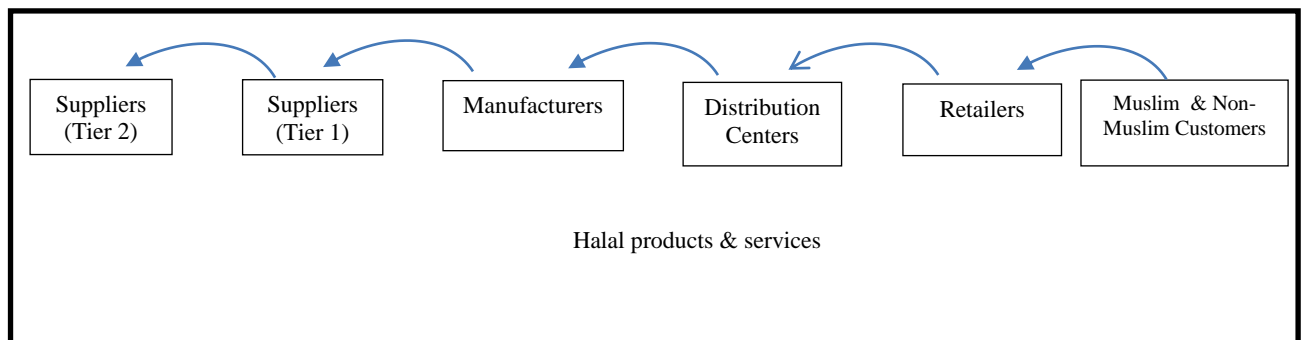 Suppliers
(Tier 2)
Suppliers
(Tier 1)
Manufacturers
Distribution
Centers
Retailers
Muslim & Non-
Muslim Customers
Halal products & services